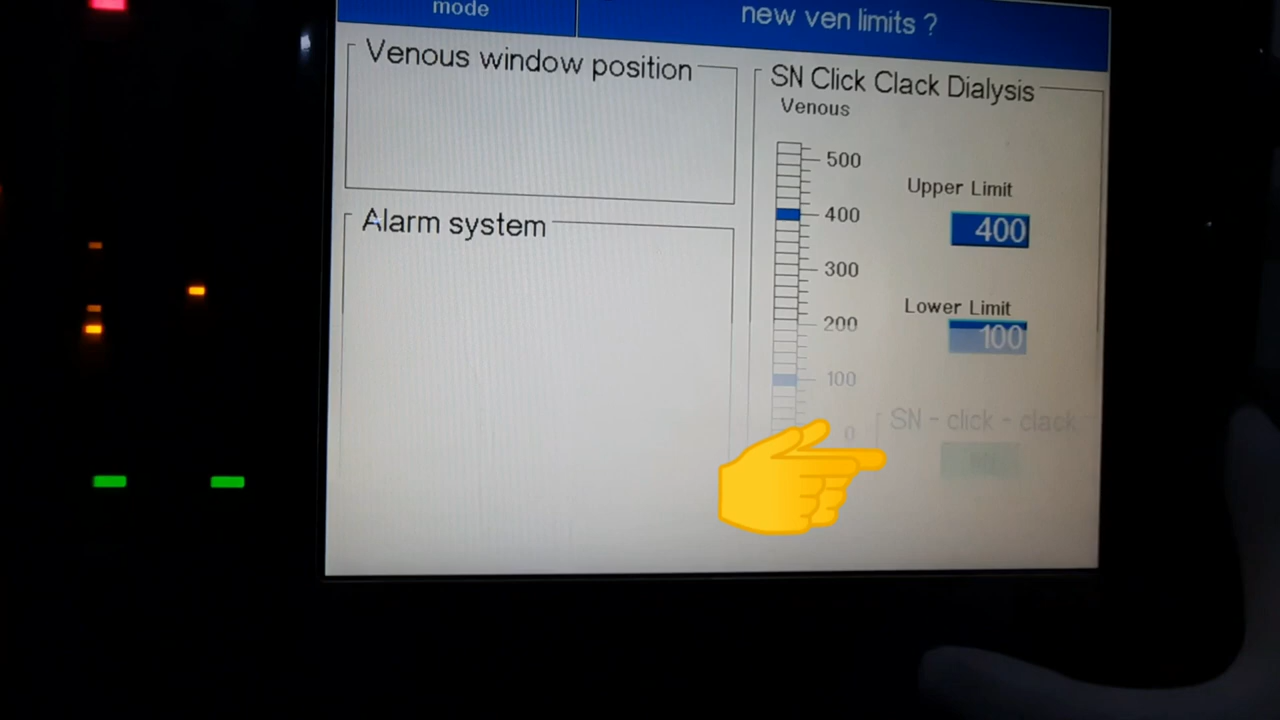 mode
new ven limits ?
Venous window position
Alarm system
SN Click Clack Dialysis
Venous
500
400
300
200
100
0
Upper Limit
400
Lower Limit
100
SN - click - clack